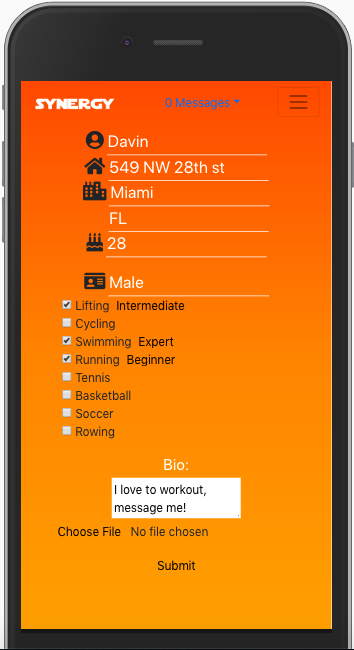 SYNERGY 0 Messages
Davin
549 NW 28th st
Miami
FL
28
Male
Lifting Intermediate
Cycling
Swimming Expert
Running Beginner
Tennis
Basketball
Soccer
Rowing
Bio:
I love to workout,
message me!
Choose File No file chosen
Submit